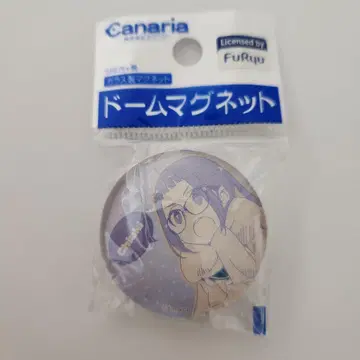 Canaria
Licensed by
FuRyu
ガラス製マグネット
ドームマグネット